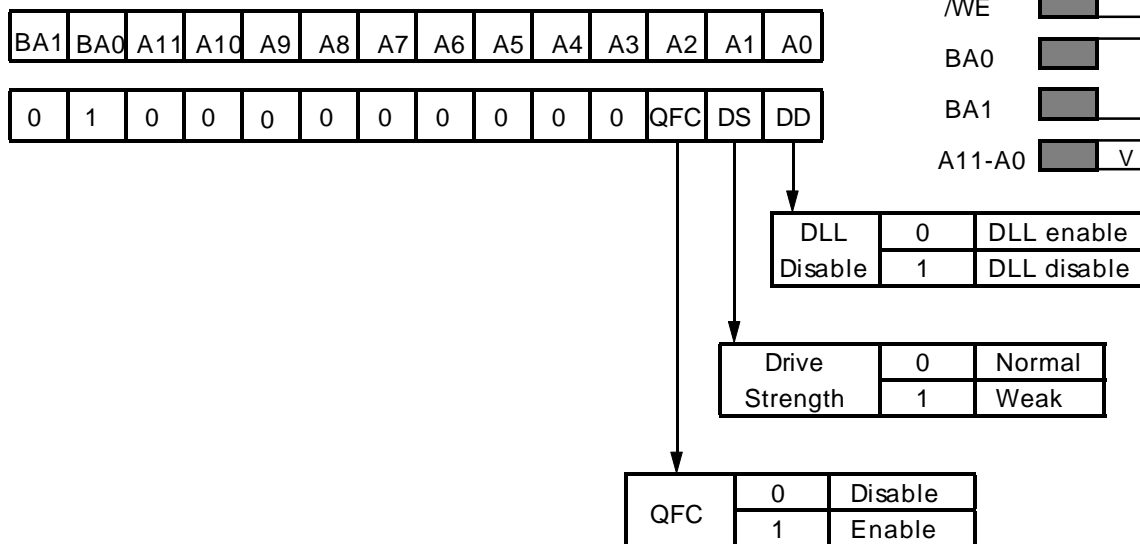 /WE
BA1 BA0 A11 A10 A9 A8 A7 A6 A5 A4 A3 A2 A1 A0
BA0
0 1 0 0 0 0 0 0 0 0 0 QFC DS DD
BA1
A11-A0 V
DLL Disable
0 DLL enable
1 DLL disable
Drive Strength
0 Normal
1 Weak
QFC
0 Disable
1 Enable